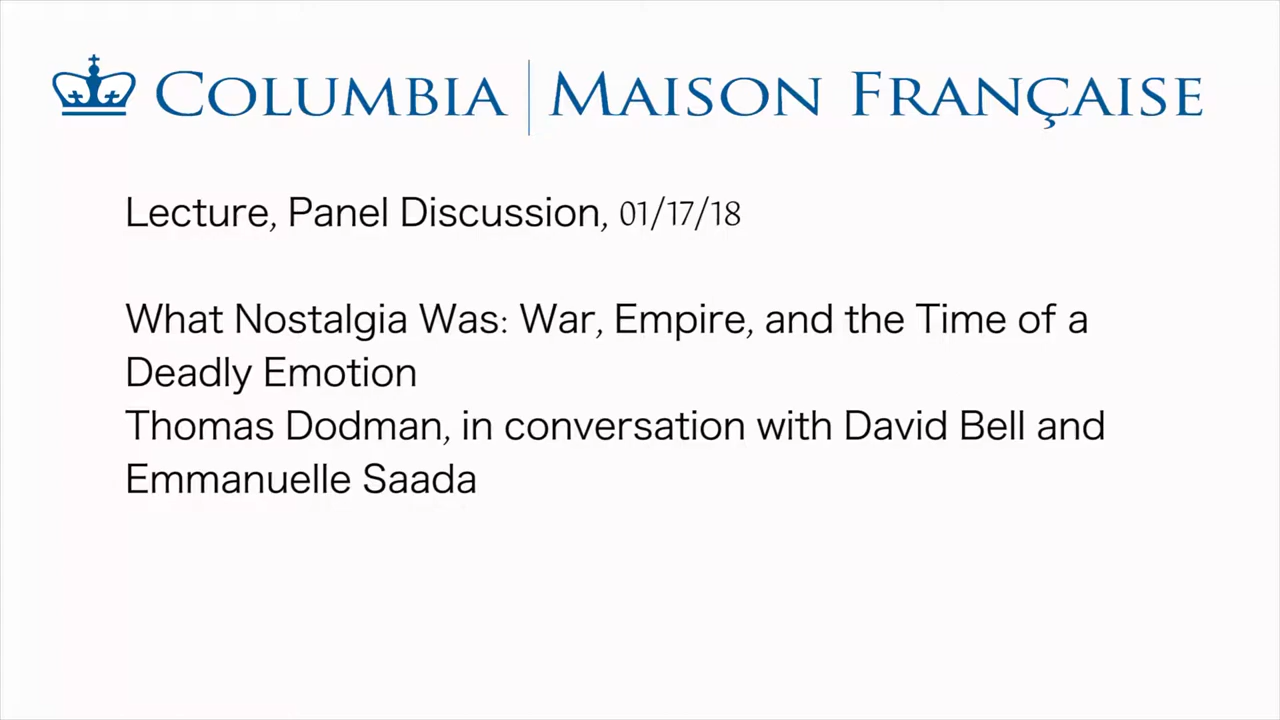 COLUMBIA | MAISON FRANÇAISE
Lecture, Panel Discussion, 01/17/18
What Nostalgia Was: War, Empire, and the Time of a
Deadly Emotion
Thomas Dodman, in conversation with David Bell and
Emmanuelle Saada